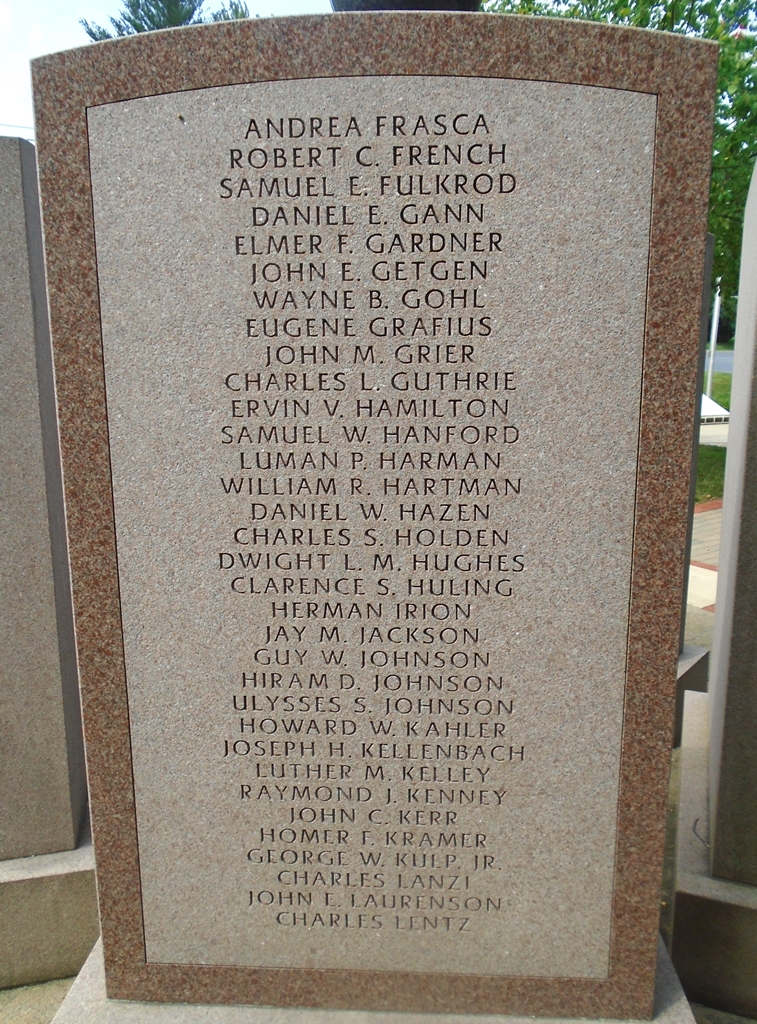 ANDREA FRASCA
ROBERT C. FRENCH
SAMUEL E. FULKROD
DANIEL E. GANN
ELMER F. GARDNER
JOHN E. GETGEN
WAYNE B. GOHL
EUGENE GRAFIUS
JOHN M. GRIER
CHARLES L. GUTHRIE
ERVIN V. HAMILTON
SAMUEL W. HANFORD
LUMAN P. HARMAN
WILLIAM R. HARTMAN
DANIEL W. HAZEN
CHARLES S. HOLDEN
DWIGHT L. M. HUGHES
CLARENCE S. HULING
HERMAN IRION
JAY M. JACKSON
GUY W. JOHNSON
HIRAM D. JOHNSON
ULYSSES S. JOHNSON
HOWARD W. KAHLER
JOSEPH H. KELLENBACH
LUTHER M. KELLEY
RAYMOND J. KENNEY
JOHN C. KERR
HOMER F. KRAMER
GEORGE W. KULP, JR.
CHARLES LANZI
JOHN E. LAURENSON
CHARLES LENTZ